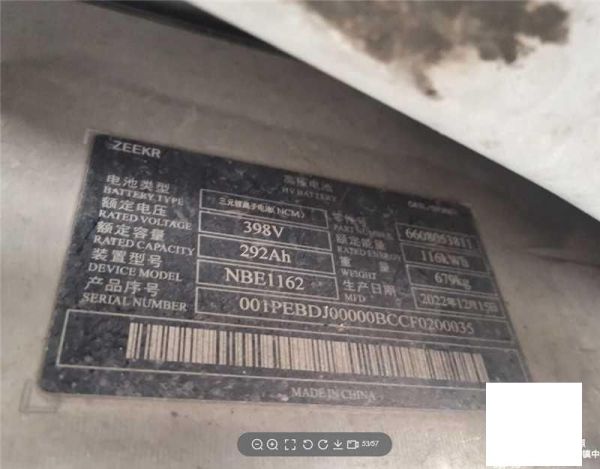 ZEEKR
高压电池
HV BATTERY
电池类型
BATTERY TYPE
三元锂离子电池(NCM)
零件号
PART NUMBER
6608063811
额定电压
RATED VOLTAGE
398V
额定能量
RATED ENERGY
116kWh
额定容量
RATED CAPACITY
292Ah
重 量
WEIGHT
679kg
装置型号
DEVICE MODEL
NBE1162
生产日期
MFD
2022年12月15日
产品序号
SERIAL NUMBER
001PEBDJ00000BCCF0200035
MADE IN CHINA
53/57